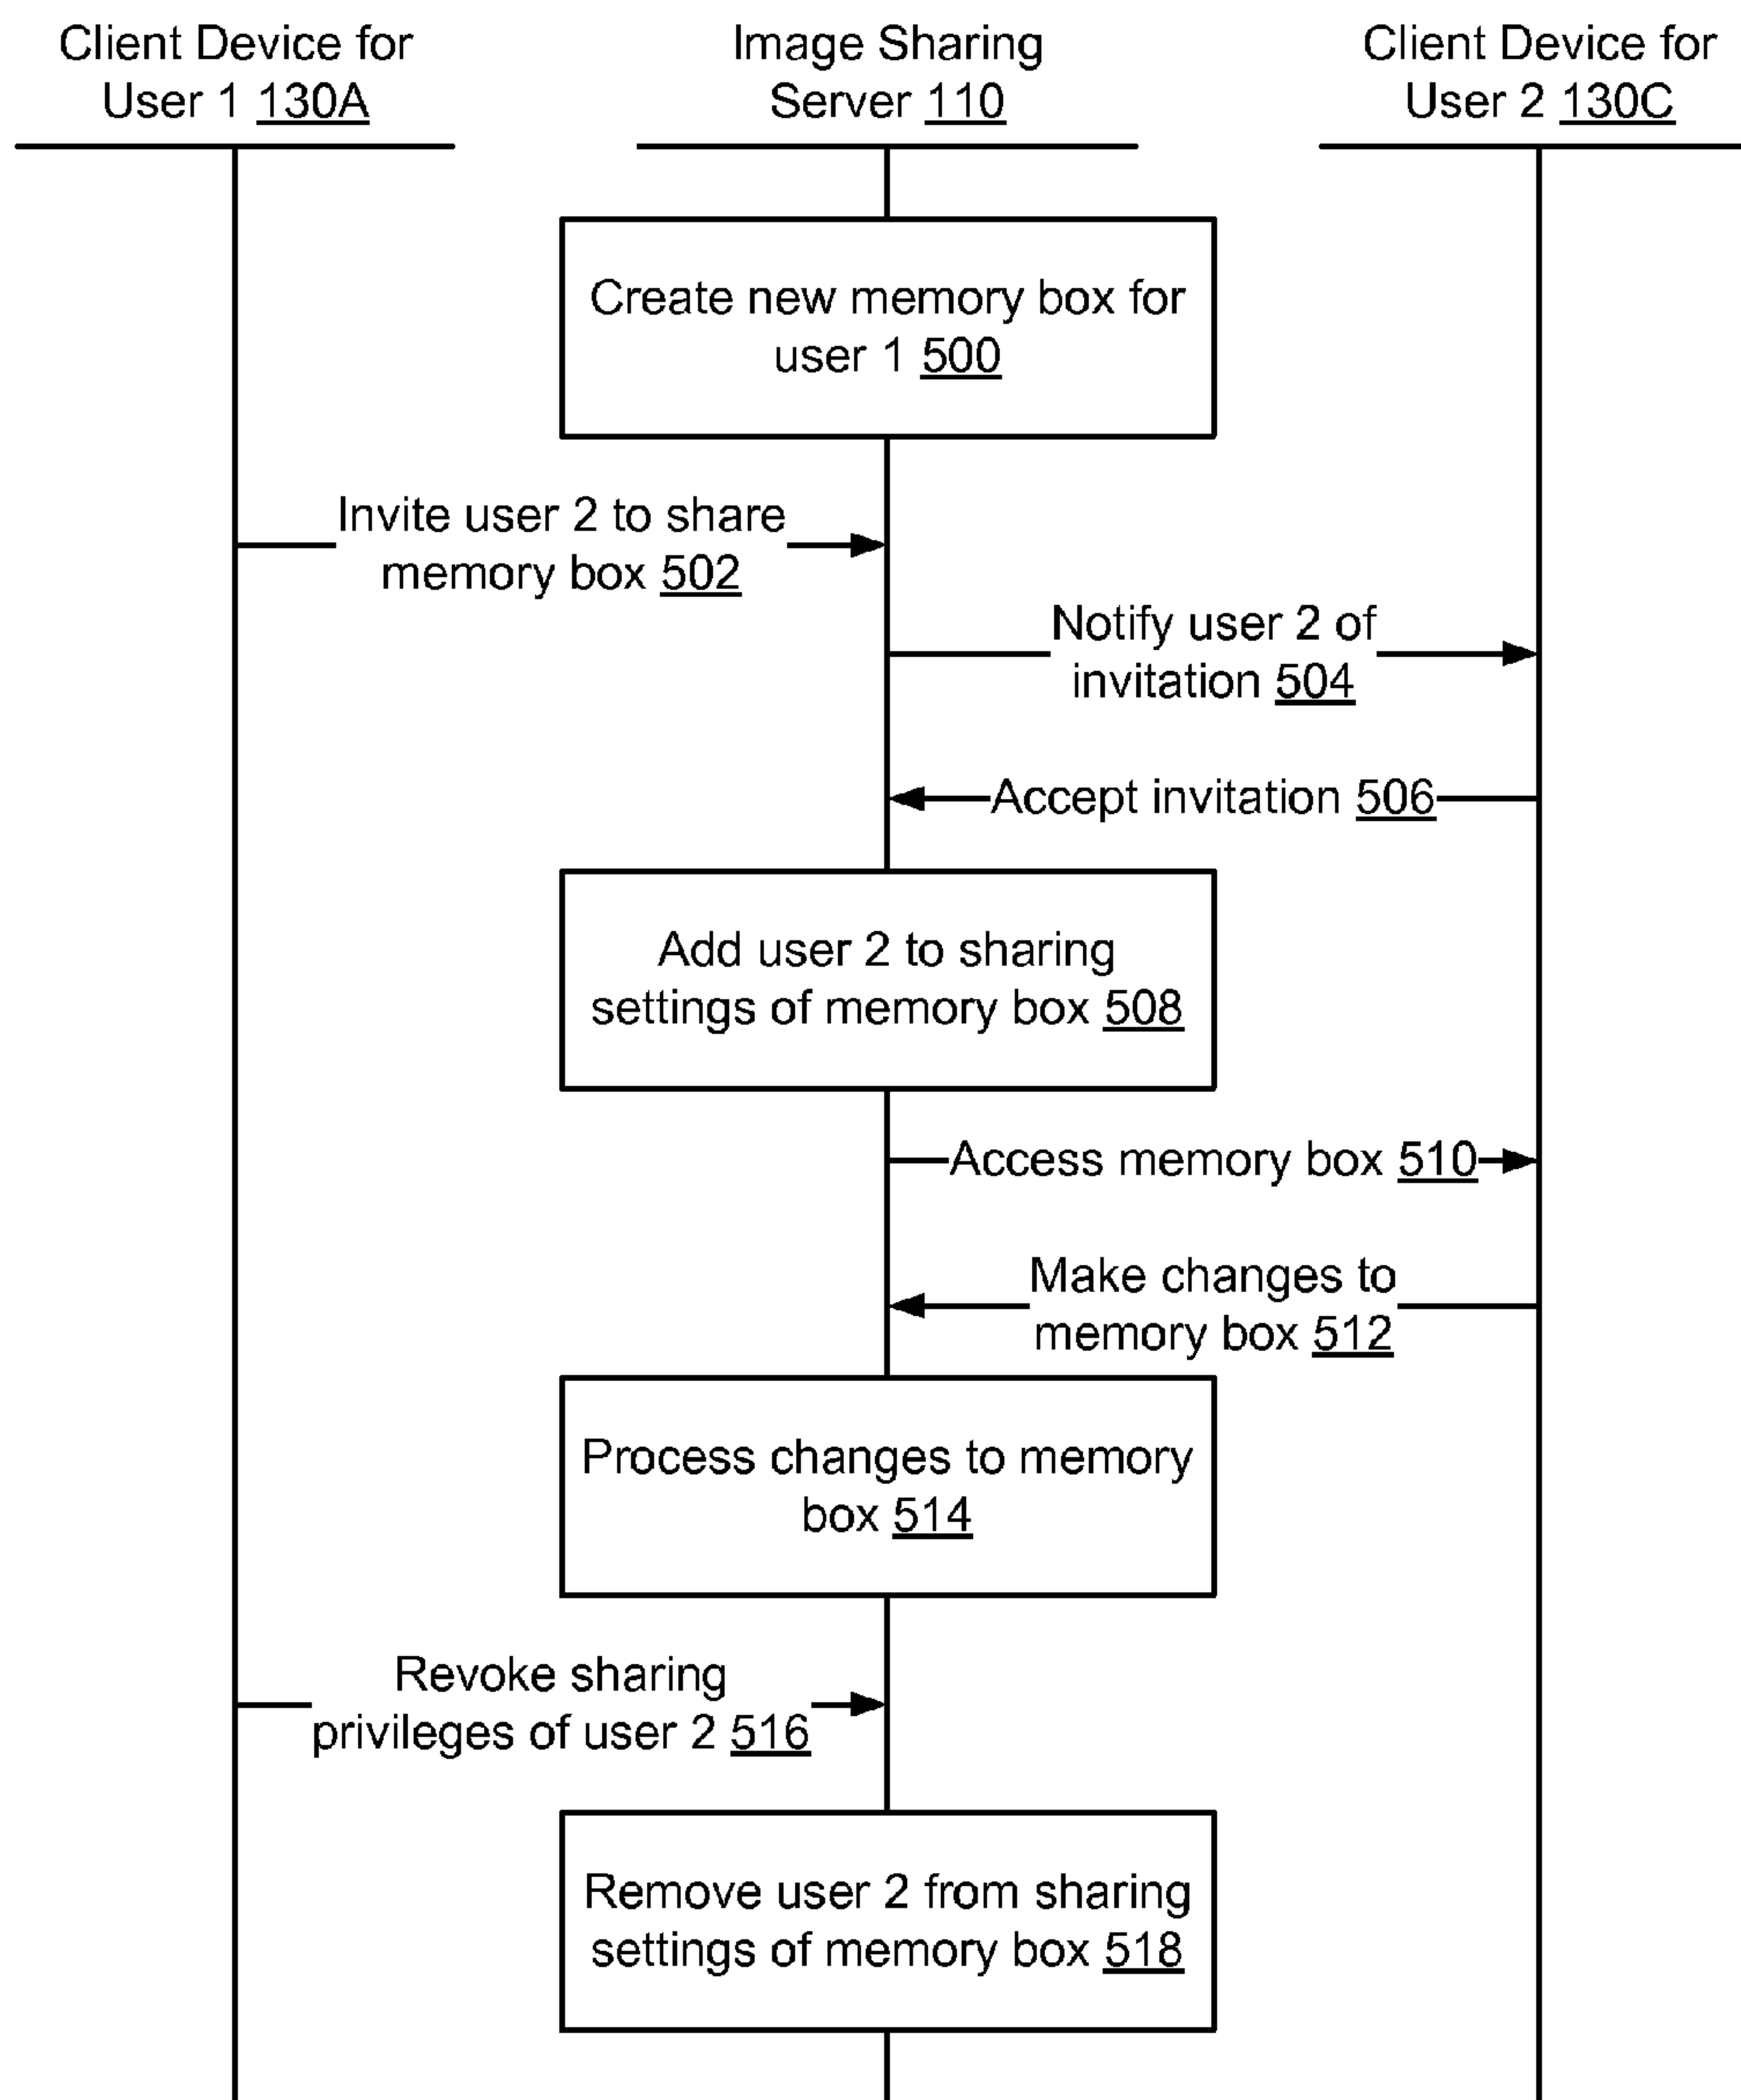 Client Device for
User 1 130A
Image Sharing
Server 110
Client Device for
User 2 130C
Create new memory box for
user 1 500
Invite user 2 to share
memory box 502
Notify user 2 of
invitation 504
Accept invitation 506
Add user 2 to sharing
settings of memory box 508
Access memory box 510
Make changes to
memory box 512
Process changes to memory
box 514
Revoke sharing
privileges of user 2 516
Remove user 2 from sharing
settings of memory box 518